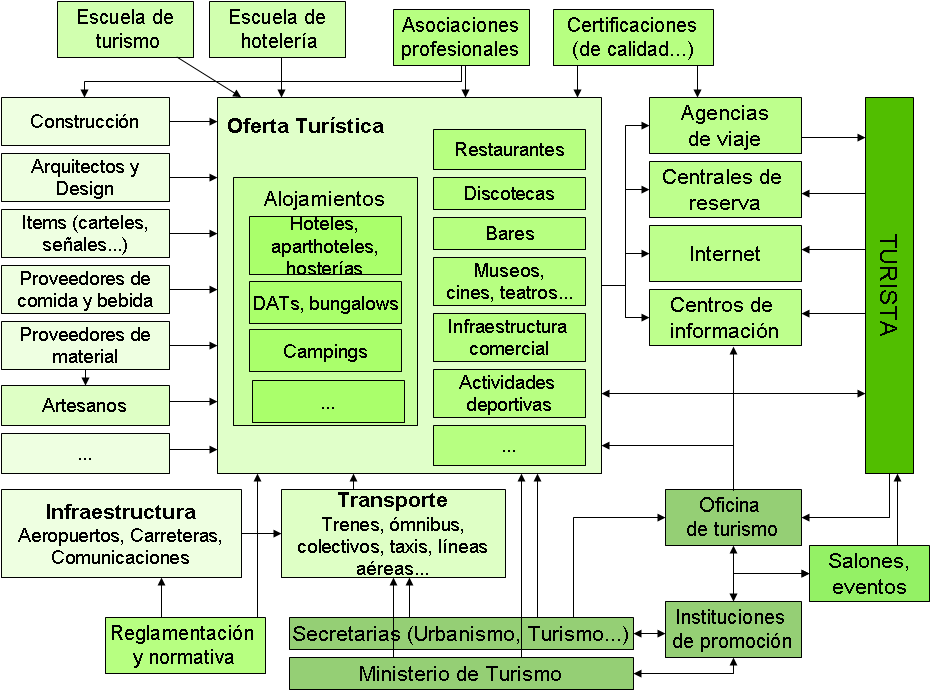 Escuela de
turismo
Escuela de
hotelería
Asociaciones
profesionales
Certificaciones
(de calidad...)
Construcción
Arquitectos y
Design
Items (carteles,
señales...)
Proveedores de
comida y bebida
Proveedores de
material
Artesanos
...
Oferta Turística
Alojamientos
Hoteles,
aparthoteles,
hosterías
DATs, bungalows
Campings
...
Restaurantes
Discotecas
Bares
Museos,
cines, teatros...
Infraestructura
comercial
Actividades
deportivas
...
Agencias
de viaje
Centrales de
reserva
Internet
Centros de
información
TURISTA
Infraestructura
Aeropuertos, Carreteras,
Comunicaciones
Transporte
Trenes, ómnibus,
colectivos, taxis, líneas
aéreas...
Oficina
de turismo
Salones,
eventos
Reglamentación
y normativa
Secretarias (Urbanismo, Turismo...)
Instituciones
de promoción
Ministerio de Turismo